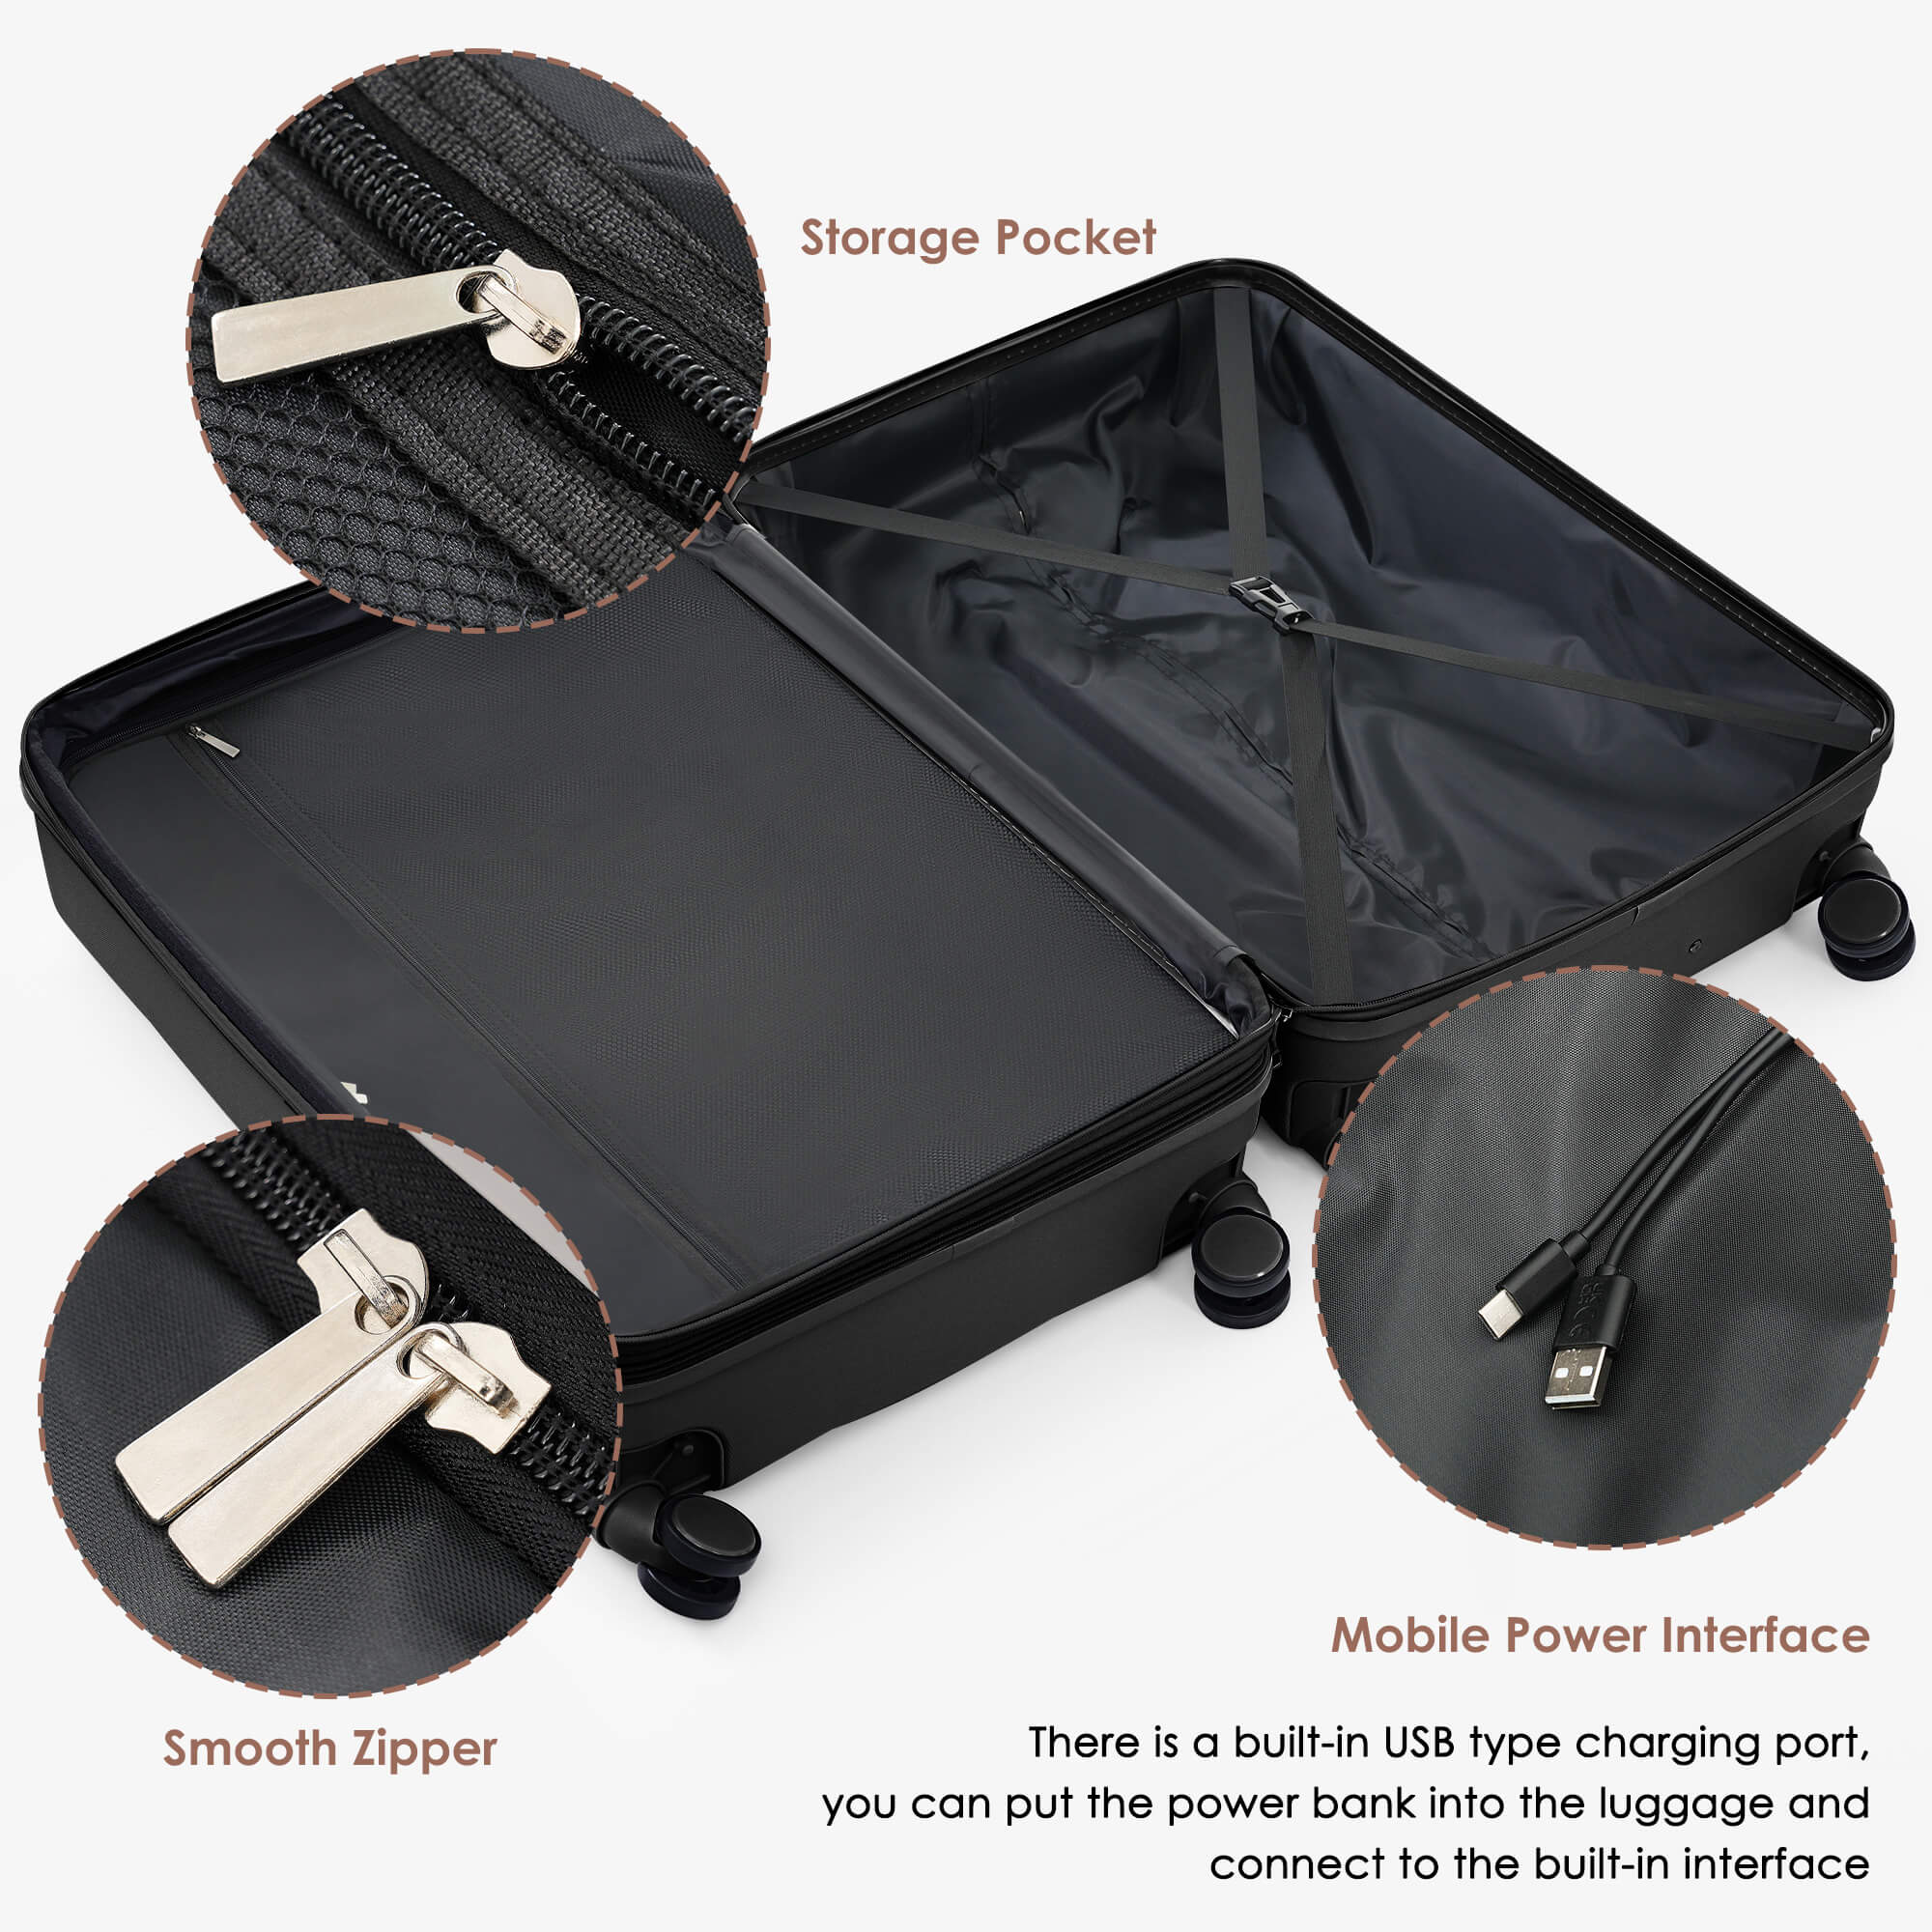 Storage Pocket
Smooth Zipper
Mobile Power Interface
There is a built-in USB type charging port,
you can put the power bank into the luggage and
connect to the built-in interface